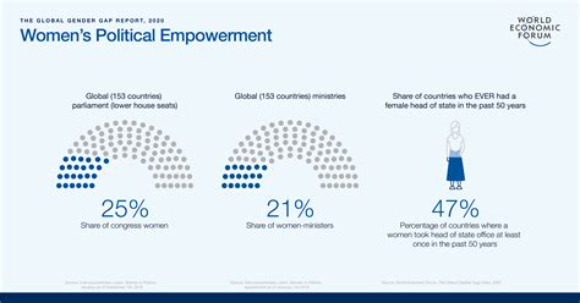 THE GLOBAL GENDER GAP REPORT, 2020
Women's Political Empowerment
WORLD
ECONOMIC
FORUM
Global (153 countries)
parliament (lower house seats)
25%
Share of congress women
Global (153 countries) ministries
21%
Share of women-ministers
Share of countries who EVER had a
female head of state in the past 50 years
47%
Percentage of countries where a
women took head of state office at least
once in the past 50 years